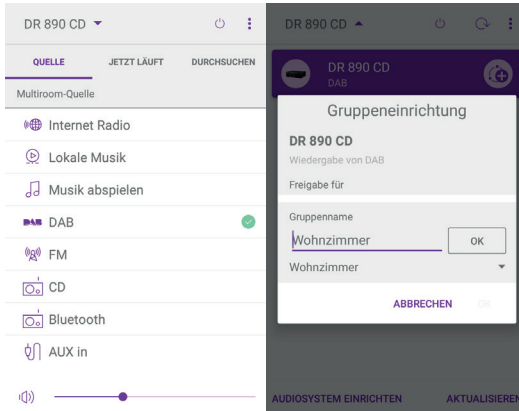 DR 890 CD
QUELLE
JETZT LÄUFT
DURCHSUCHEN
Multiroom-Quelle
Internet Radio
Lokale Musik
Musik abspielen
DAB DAB
FM
CD
Bluetooth
AUX in
DR 890 CD
DR 890 CD
DAB
Gruppeneinrichtung
DR 890 CD
Wiedergabe von DAB
Freigabe für
Gruppenname
Wohnzimmer
OK
Wohnzimmer
ABBRECHEN
OK
AUDIOSYSTEM EINRICHTEN
AKTUALISIEREN